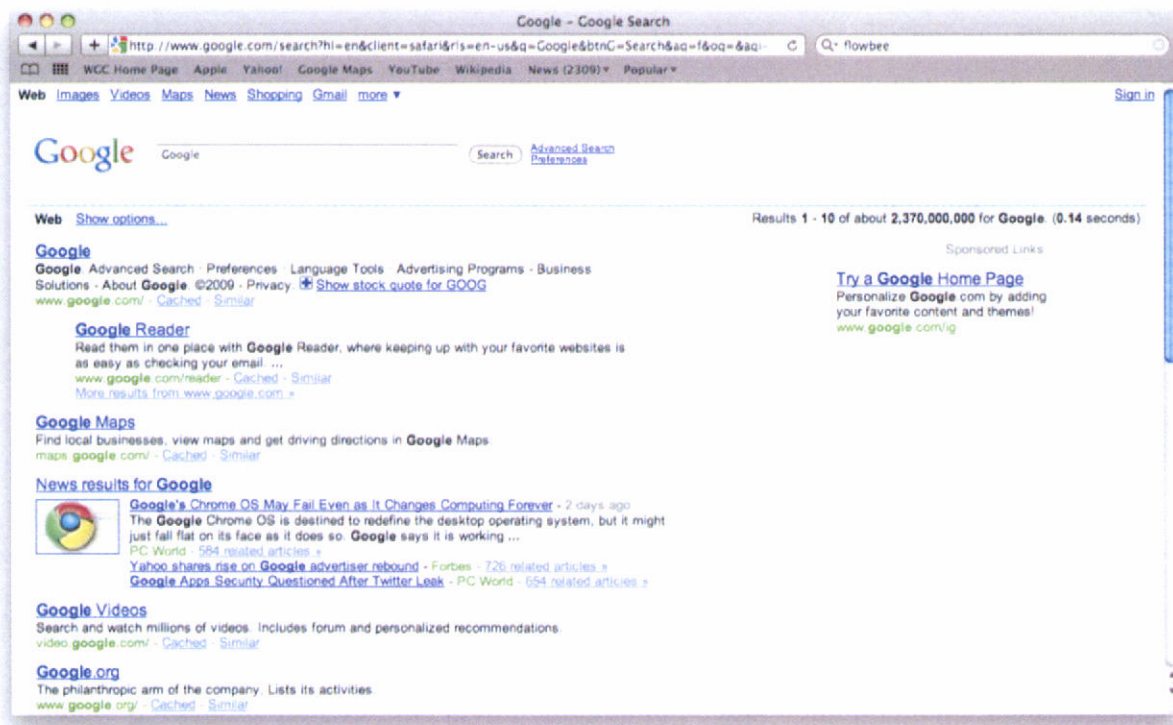 Google – Google Search
http://www.google.com/search?hl=en&client=safari&rls=en-us&q=Google&btnG=Search&aq=f&oq=&aqi-
flowbee
WCC Home Page Apple Yahoo! Google Maps YouTube Wikipedia News (2309) Popular
Web Images Videos Maps News Shopping Gmail more ▼ Sign in
Google Google Search Advanced Search
Preferences
Web Show options... Results 1 - 10 of about 2,370,000,000 for Google. (0.14 seconds)
Google
Google. Advanced Search · Preferences · Language Tools · Advertising Programs - Business
Solutions - About Google. ©2009 - Privacy. Show stock quote for GOOG
www.google.com/ - Cached - Similar
Google Reader
Read them in one place with Google Reader, where keeping up with your favorite websites is
as easy as checking your email. ...
www.google.com/reader - Cached - Similar
More results from www.google.com »
Google Maps
Find local businesses, view maps and get driving directions in Google Maps.
maps.google.com/ - Cached - Similar
News results for Google
Google's Chrome OS May Fail Even as It Changes Computing Forever - 2 days ago
The Google Chrome OS is destined to redefine the desktop operating system, but it might
just fall flat on its face as it does so. Google says it is working ...
PC World - 584 related articles »
Yahoo shares rise on Google advertiser rebound - Forbes - 726 related articles »
Google Apps Security Questioned After Twitter Leak - PC World - 654 related articles »
Google Videos
Search and watch millions of videos. Includes forum and personalized recommendations.
video.google.com/ - Cached - Similar
Google.org
The philanthropic arm of the company. Lists its activities.
www.google.org/ - Cached - Similar
Sponsored Links
Try a Google Home Page
Personalize Google.com by adding
your favorite content and themes!
www.google.com/ig